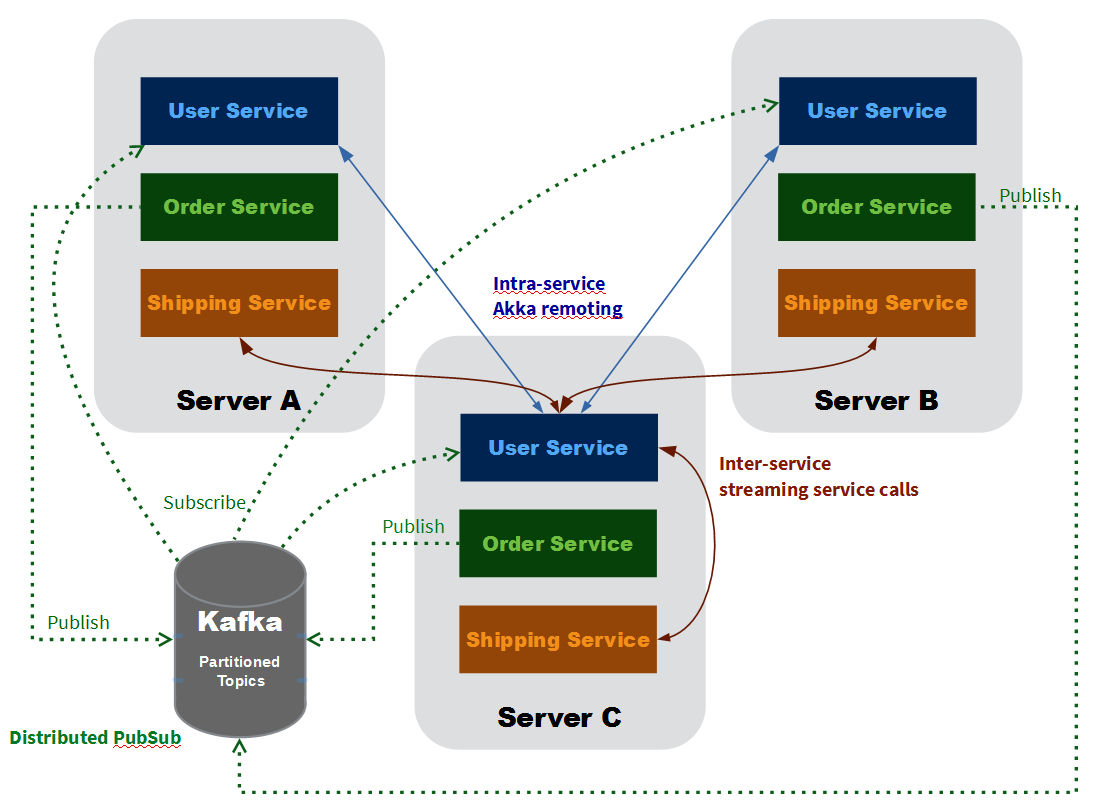 User Service
Order Service
Shipping Service
Server A
User Service
Order Service
Shipping Service
Server B
Publish
Intra-service
Akka remoting
User Service
Order Service
Shipping Service
Server C
Inter-service
streaming service calls
Subscribe
Publish
Publish
Kafka
Partitioned
Topics
Distributed PubSub